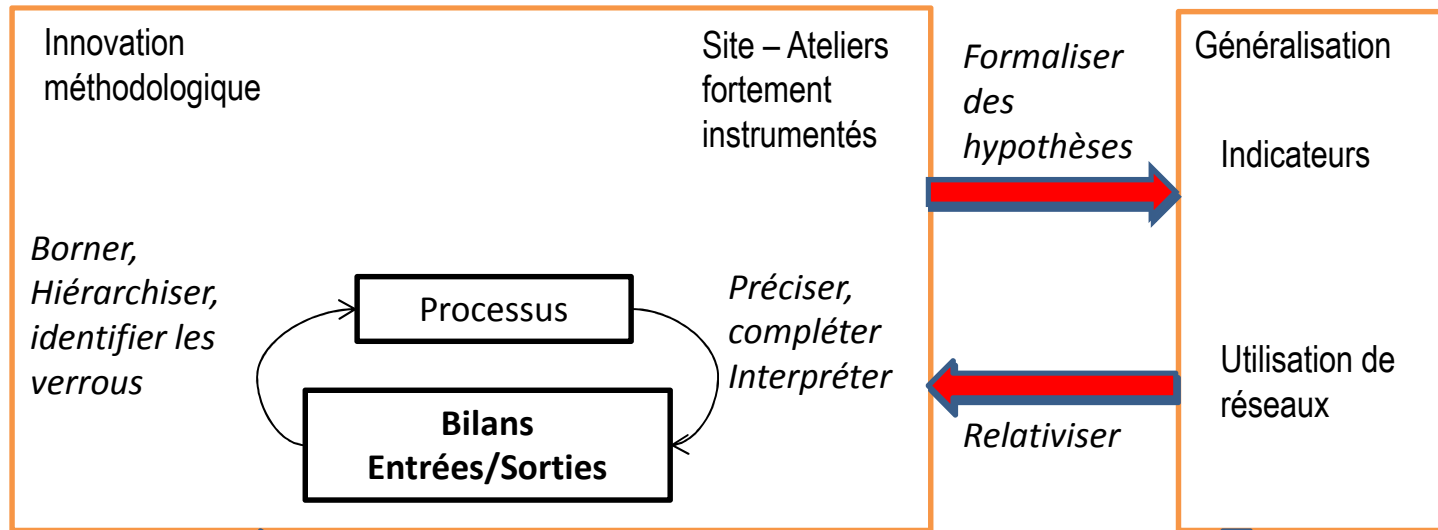 Innovation
méthodologique
Site – Ateliers
fortement
instrumentés
Formaliser
des
hypothèses
Généralisation
Indicateurs
Borner,
Hiérarchiser,
identifier les
verrous
Processus
Préciser,
compléter
Interpréter
Bilans
Entrées/Sorties
Relativiser
Utilisation de
réseaux